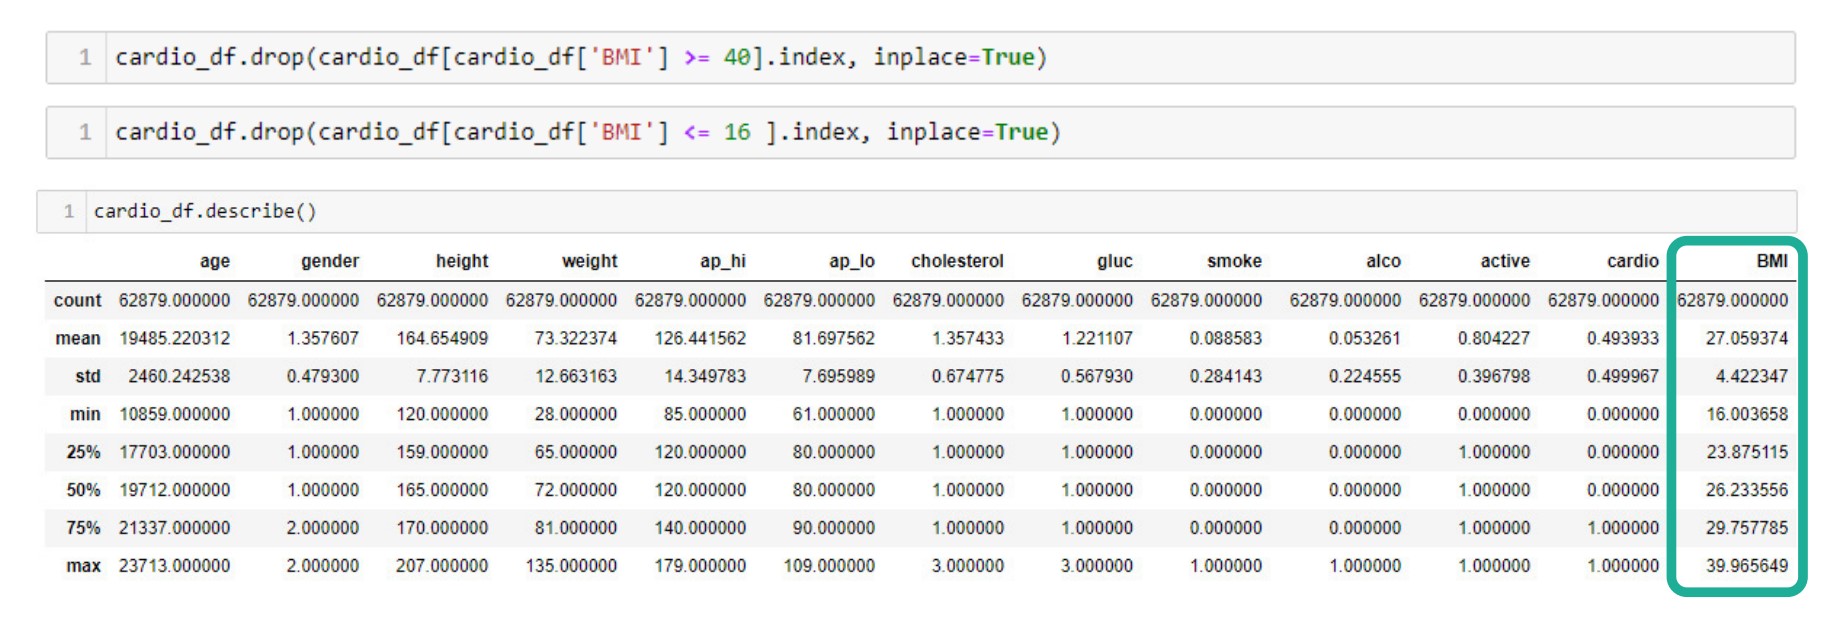 1 cardio_df.drop(cardio_df[cardio_df['BMI'] >= 40].index, inplace=True)
1 cardio_df.drop(cardio_df[cardio_df['BMI'] <= 16 ].index, inplace=True)
1 cardio_df.describe()
age gender height weight ap_hi ap_lo cholesterol gluc smoke alco active cardio BMI
count 62879.000000 62879.000000 62879.000000 62879.000000 62879.000000 62879.000000 62879.000000 62879.000000 62879.000000 62879.000000 62879.000000 62879.000000 62879.000000
mean 19485.220312 1.357607 164.654909 73.322374 126.441562 81.697562 1.357433 1.221107 0.088583 0.053261 0.804227 0.493933 27.059374
std 2460.242538 0.479300 7.773116 12.663163 14.349783 7.695989 0.674775 0.567930 0.284143 0.224555 0.396798 0.499967 4.422347
min 10859.000000 1.000000 120.000000 28.000000 85.000000 61.000000 1.000000 1.000000 0.000000 0.000000 0.000000 0.000000 16.003658
25% 17703.000000 1.000000 159.000000 65.000000 120.000000 80.000000 1.000000 1.000000 0.000000 0.000000 1.000000 0.000000 23.875115
50% 19712.000000 1.000000 165.000000 72.000000 120.000000 80.000000 1.000000 1.000000 0.000000 0.000000 1.000000 0.000000 26.233556
75% 21337.000000 2.000000 170.000000 81.000000 140.000000 90.000000 1.000000 1.000000 0.000000 0.000000 1.000000 1.000000 29.757785
max 23713.000000 2.000000 207.000000 135.000000 179.000000 109.000000 3.000000 3.000000 1.000000 1.000000 1.000000 1.000000 39.965649